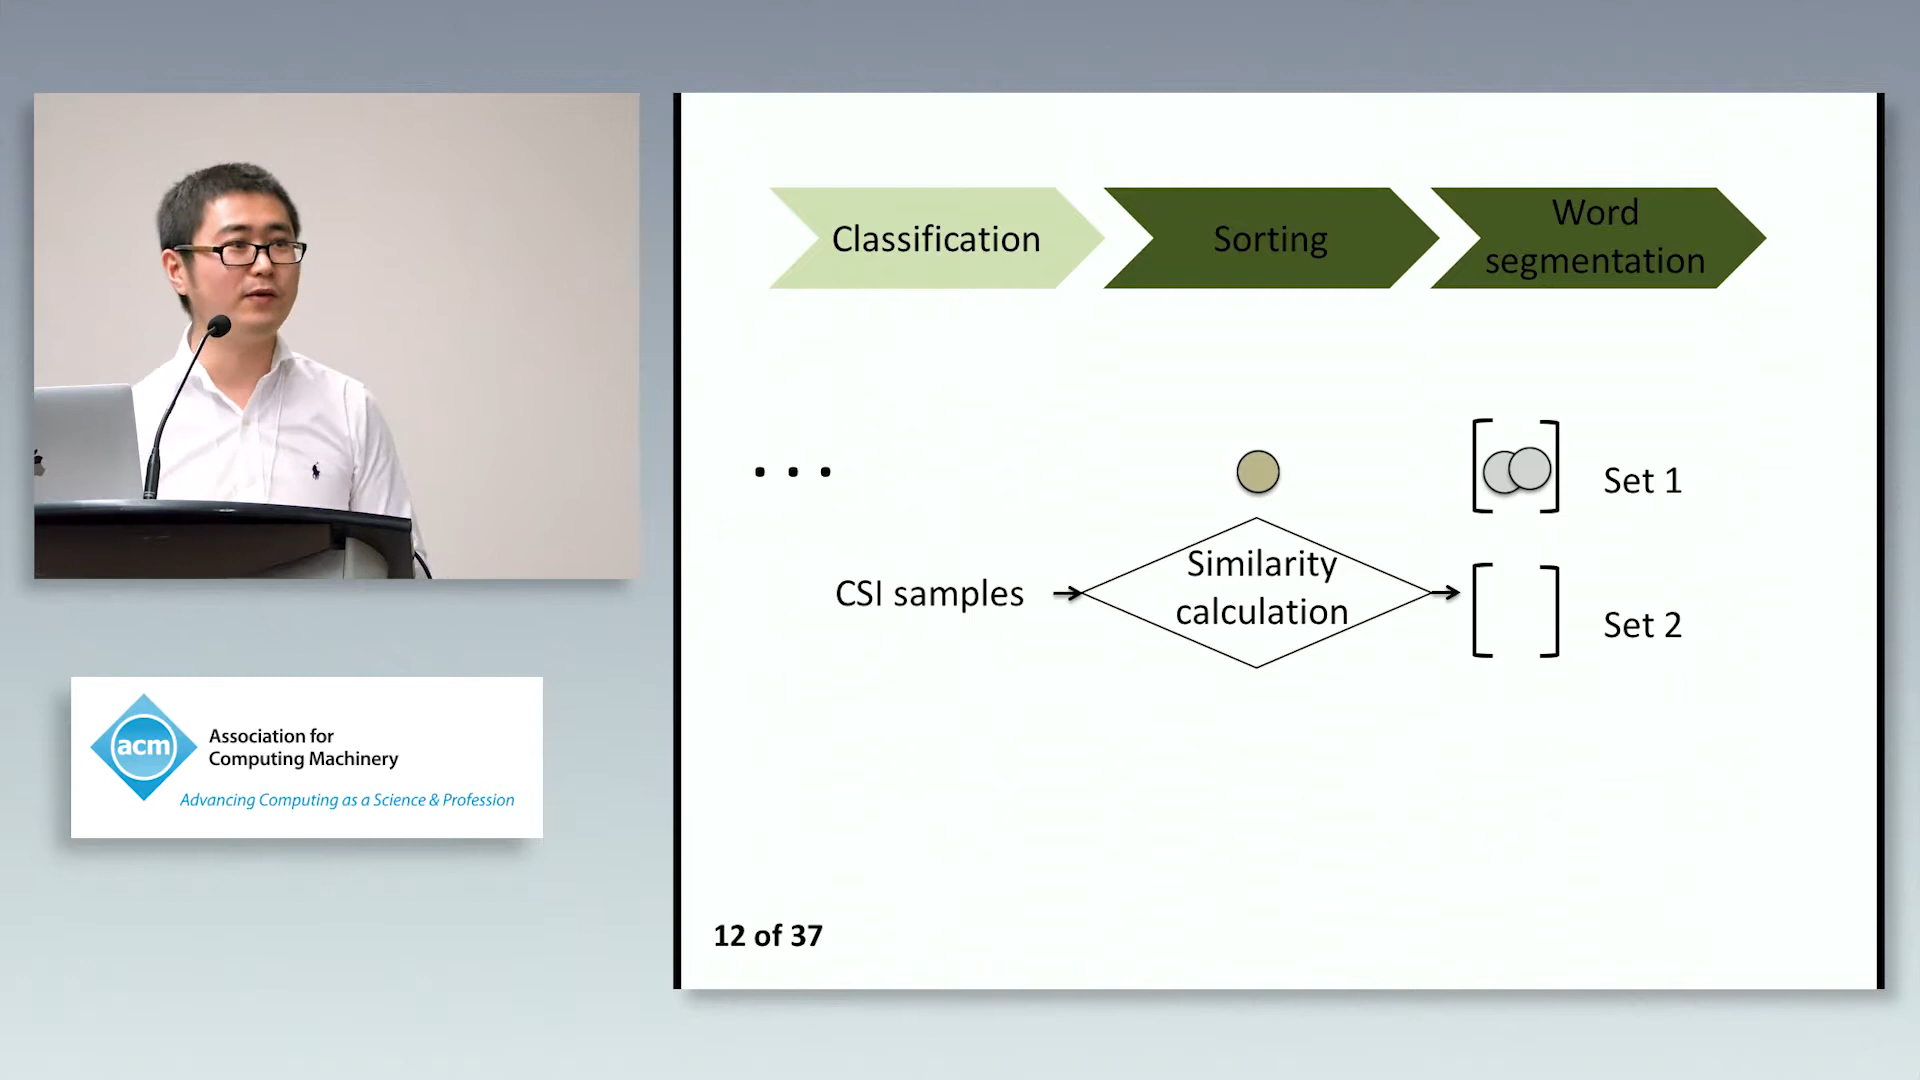 Classification
Sorting
Word
segmentation
. . .
Set 1
CSI samples
Similarity
calculation
Set 2
12 of 37
acm
Association for
Computing Machinery
Advancing Computing as a Science & Profession